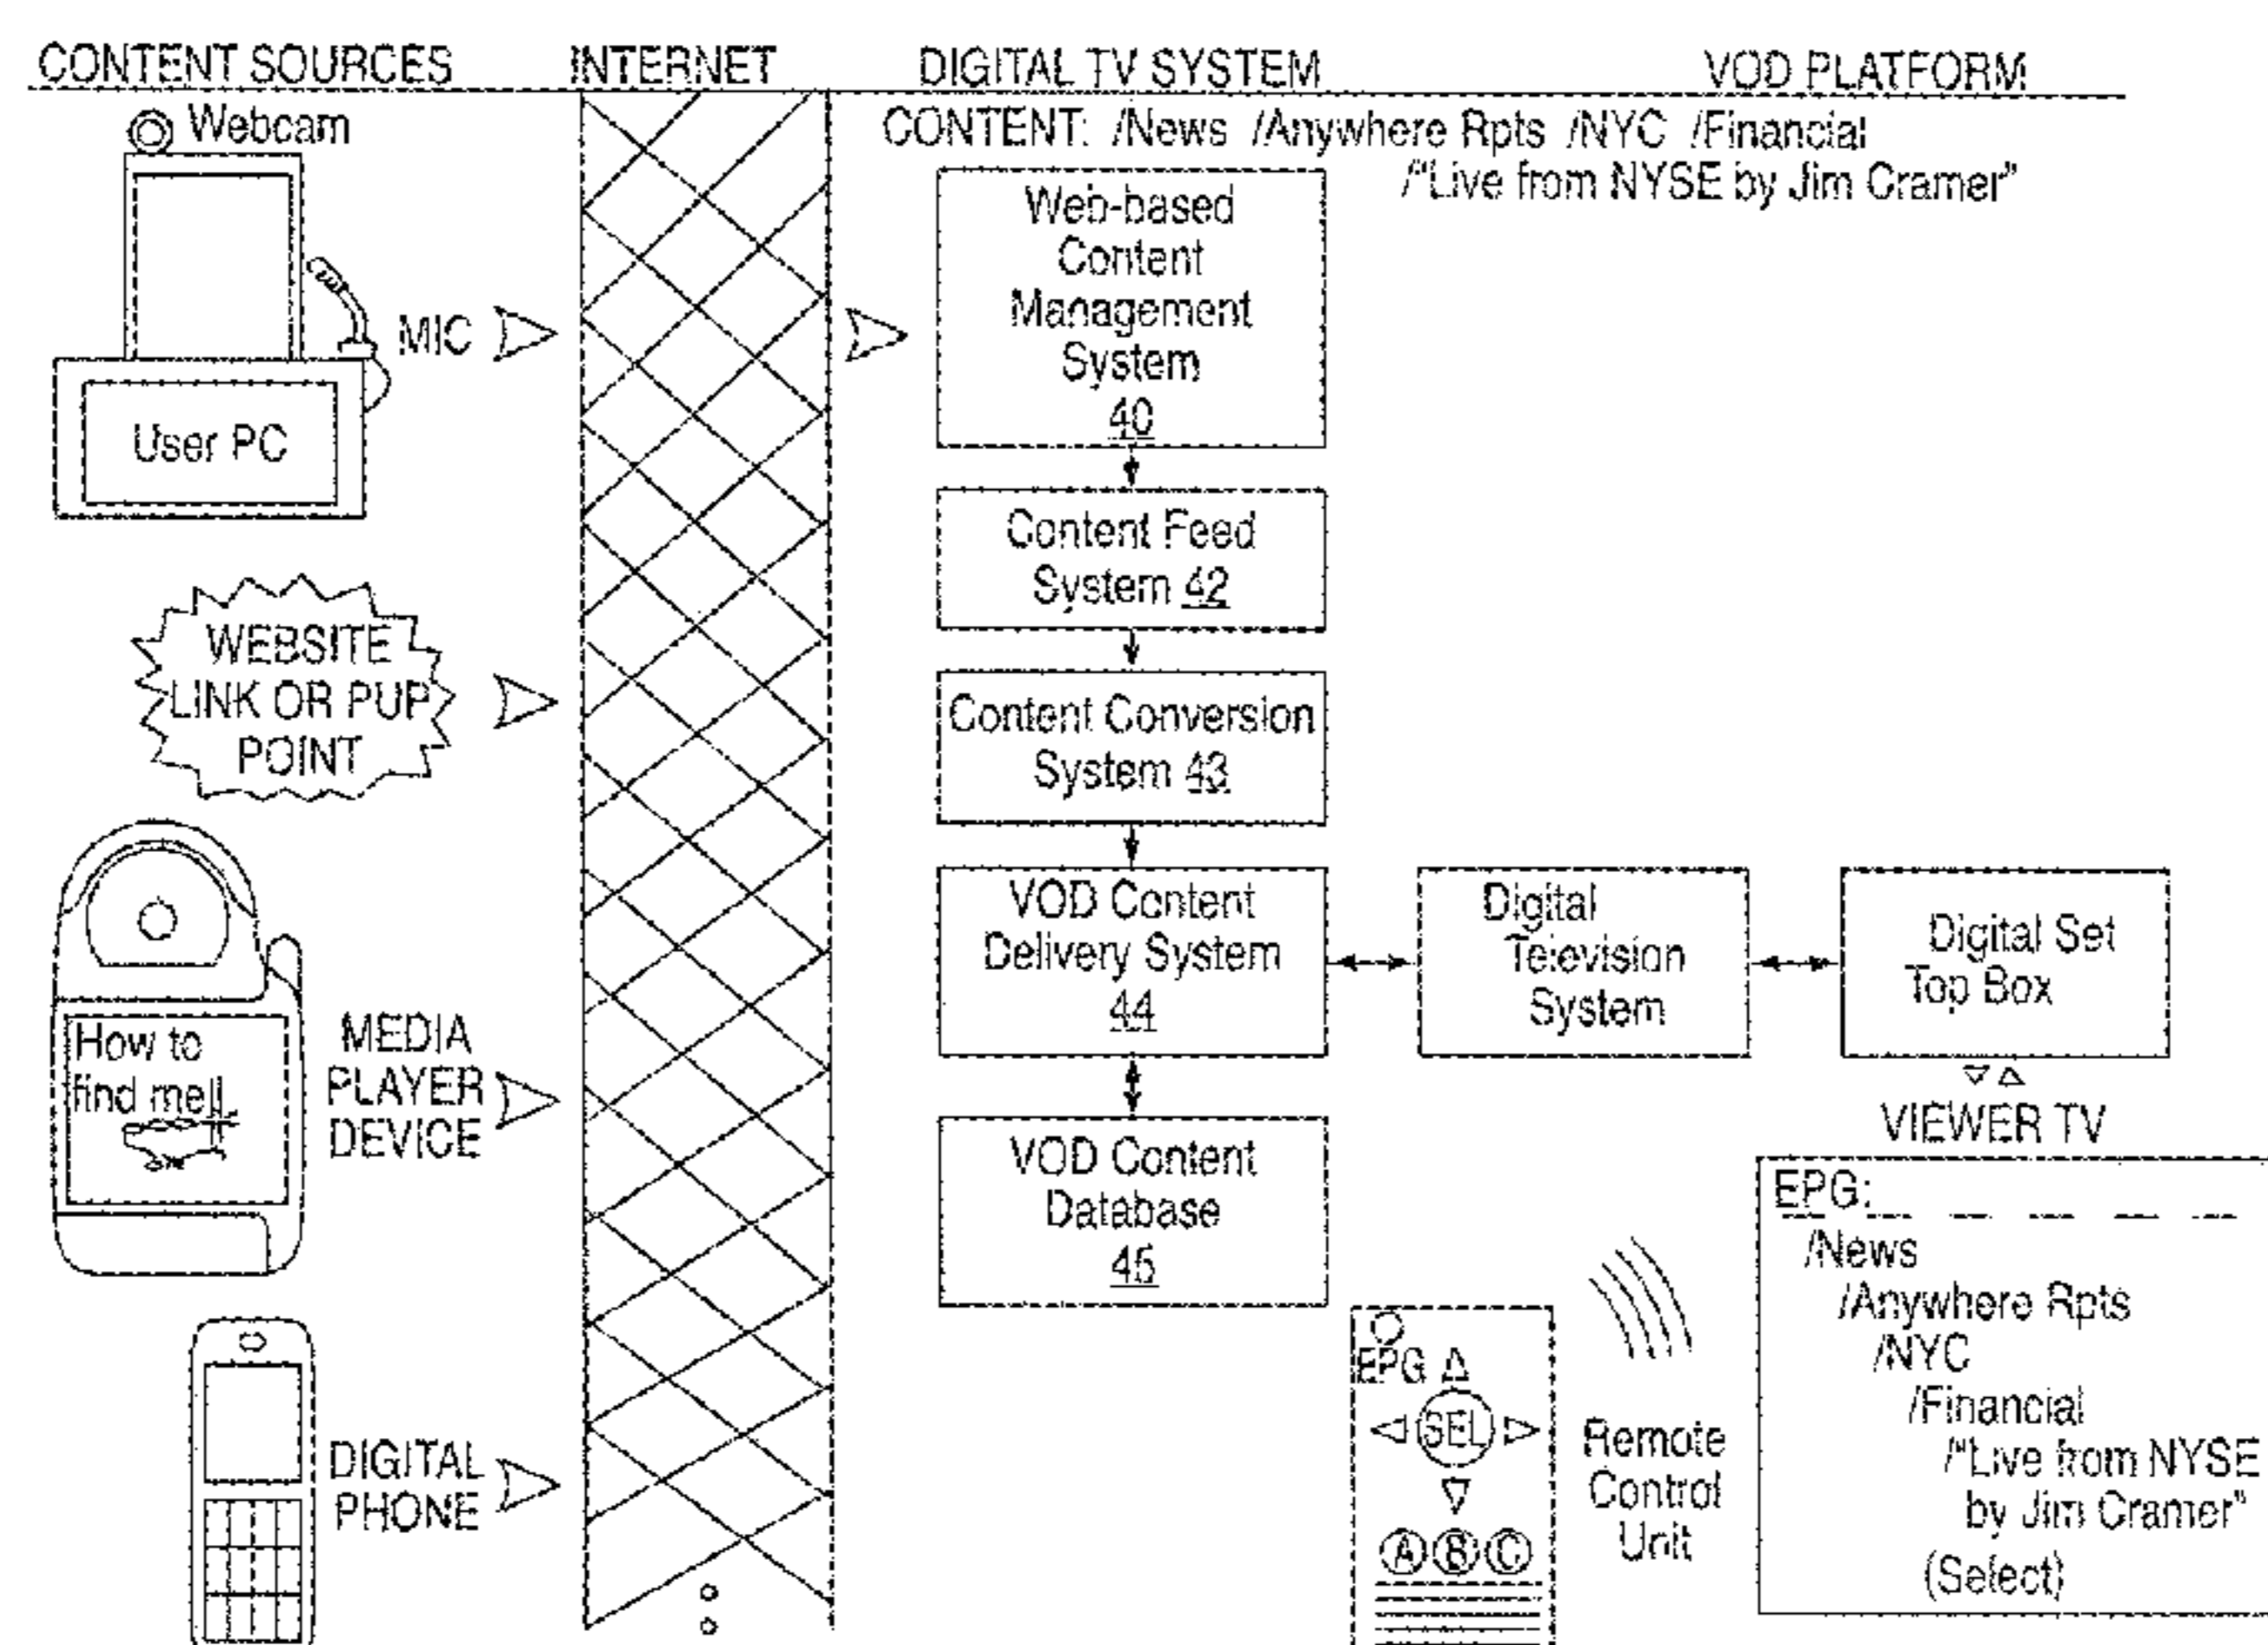 CONTENT SOURCES
INTERNET
DIGITAL TV SYSTEM
VOD PLATFORM
Webcam
MIC
User PC
CONTENT: /News /Anywhere Rpts /NYC /Financial
/"Live from NYSE by Jim Cramer"
Web-based
Content
Management
System
40
Content Feed
System 42
WEBSITE
LINK OR PUP
POINT
Content Conversion
System 43
VOD Content
Delivery System
44
Digital
Television
System
Digital Set
Top Box
How to
find me!!
MEDIA
PLAYER
DEVICE
VOD Content
Database
45
VIEWER TV
EPG:
/News
/Anywhere Rpts
/NYC
/Financial
/"Live from NYSE
by Jim Cramer"
(Select)
EPG
SEL
A B C
Remote
Control
Unit
DIGITAL
PHONE